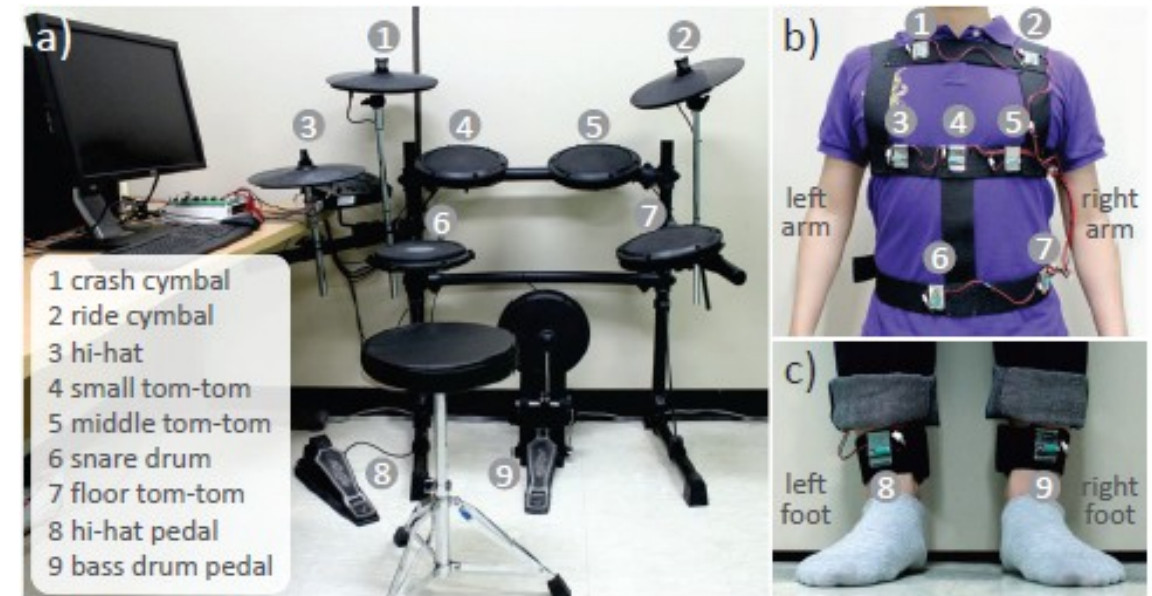 a)
1
2
3
4
5
6
7
8
9
1 crash cymbal
2 ride cymbal
3 hi-hat
4 small tom-tom
5 middle tom-tom
6 snare drum
7 floor tom-tom
8 hi-hat pedal
9 bass drum pedal
b)
1
2
3
4
5
left
arm
right
arm
6
7
c)
left
foot
8
9
right
foot